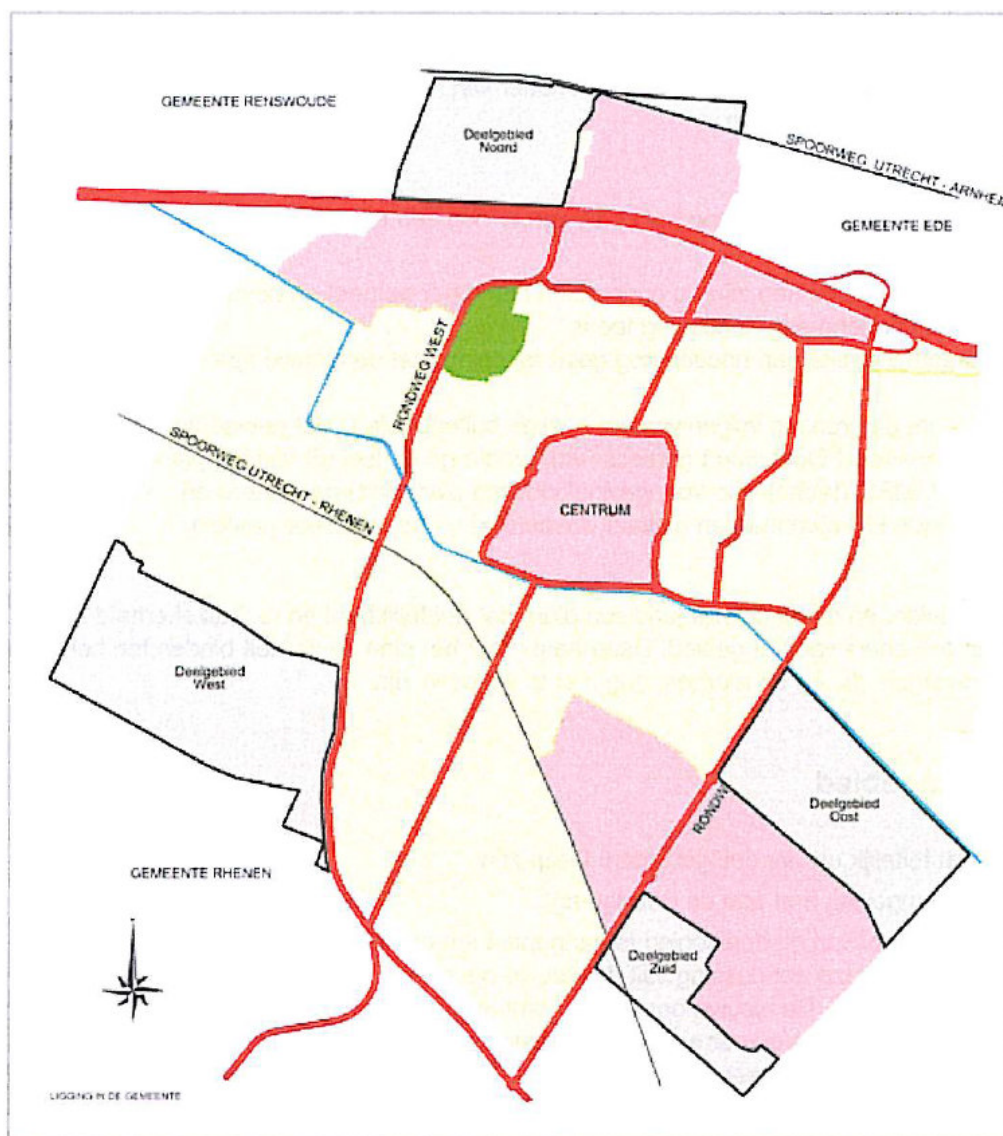 GEMEENTE RENSWOUDE
Deelgebied
Noord
SPOORWEG UTRECHT - ARNHEM
GEMEENTE EDE
RONDWEG WEST
SPOORWEG UTRECHT - RHENEN
CENTRUM
Deelgebied
West
Deelgebied
Oost
RONDW
GEMEENTE RHENEN
Deelgebied
Zuid
LIGGING IN DE GEMEENTE